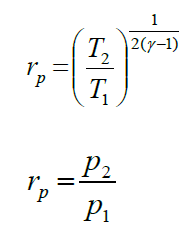 r_p = (T_2 / T_1)^(1 / 2(γ−1))
r_p = p_2 / p_1